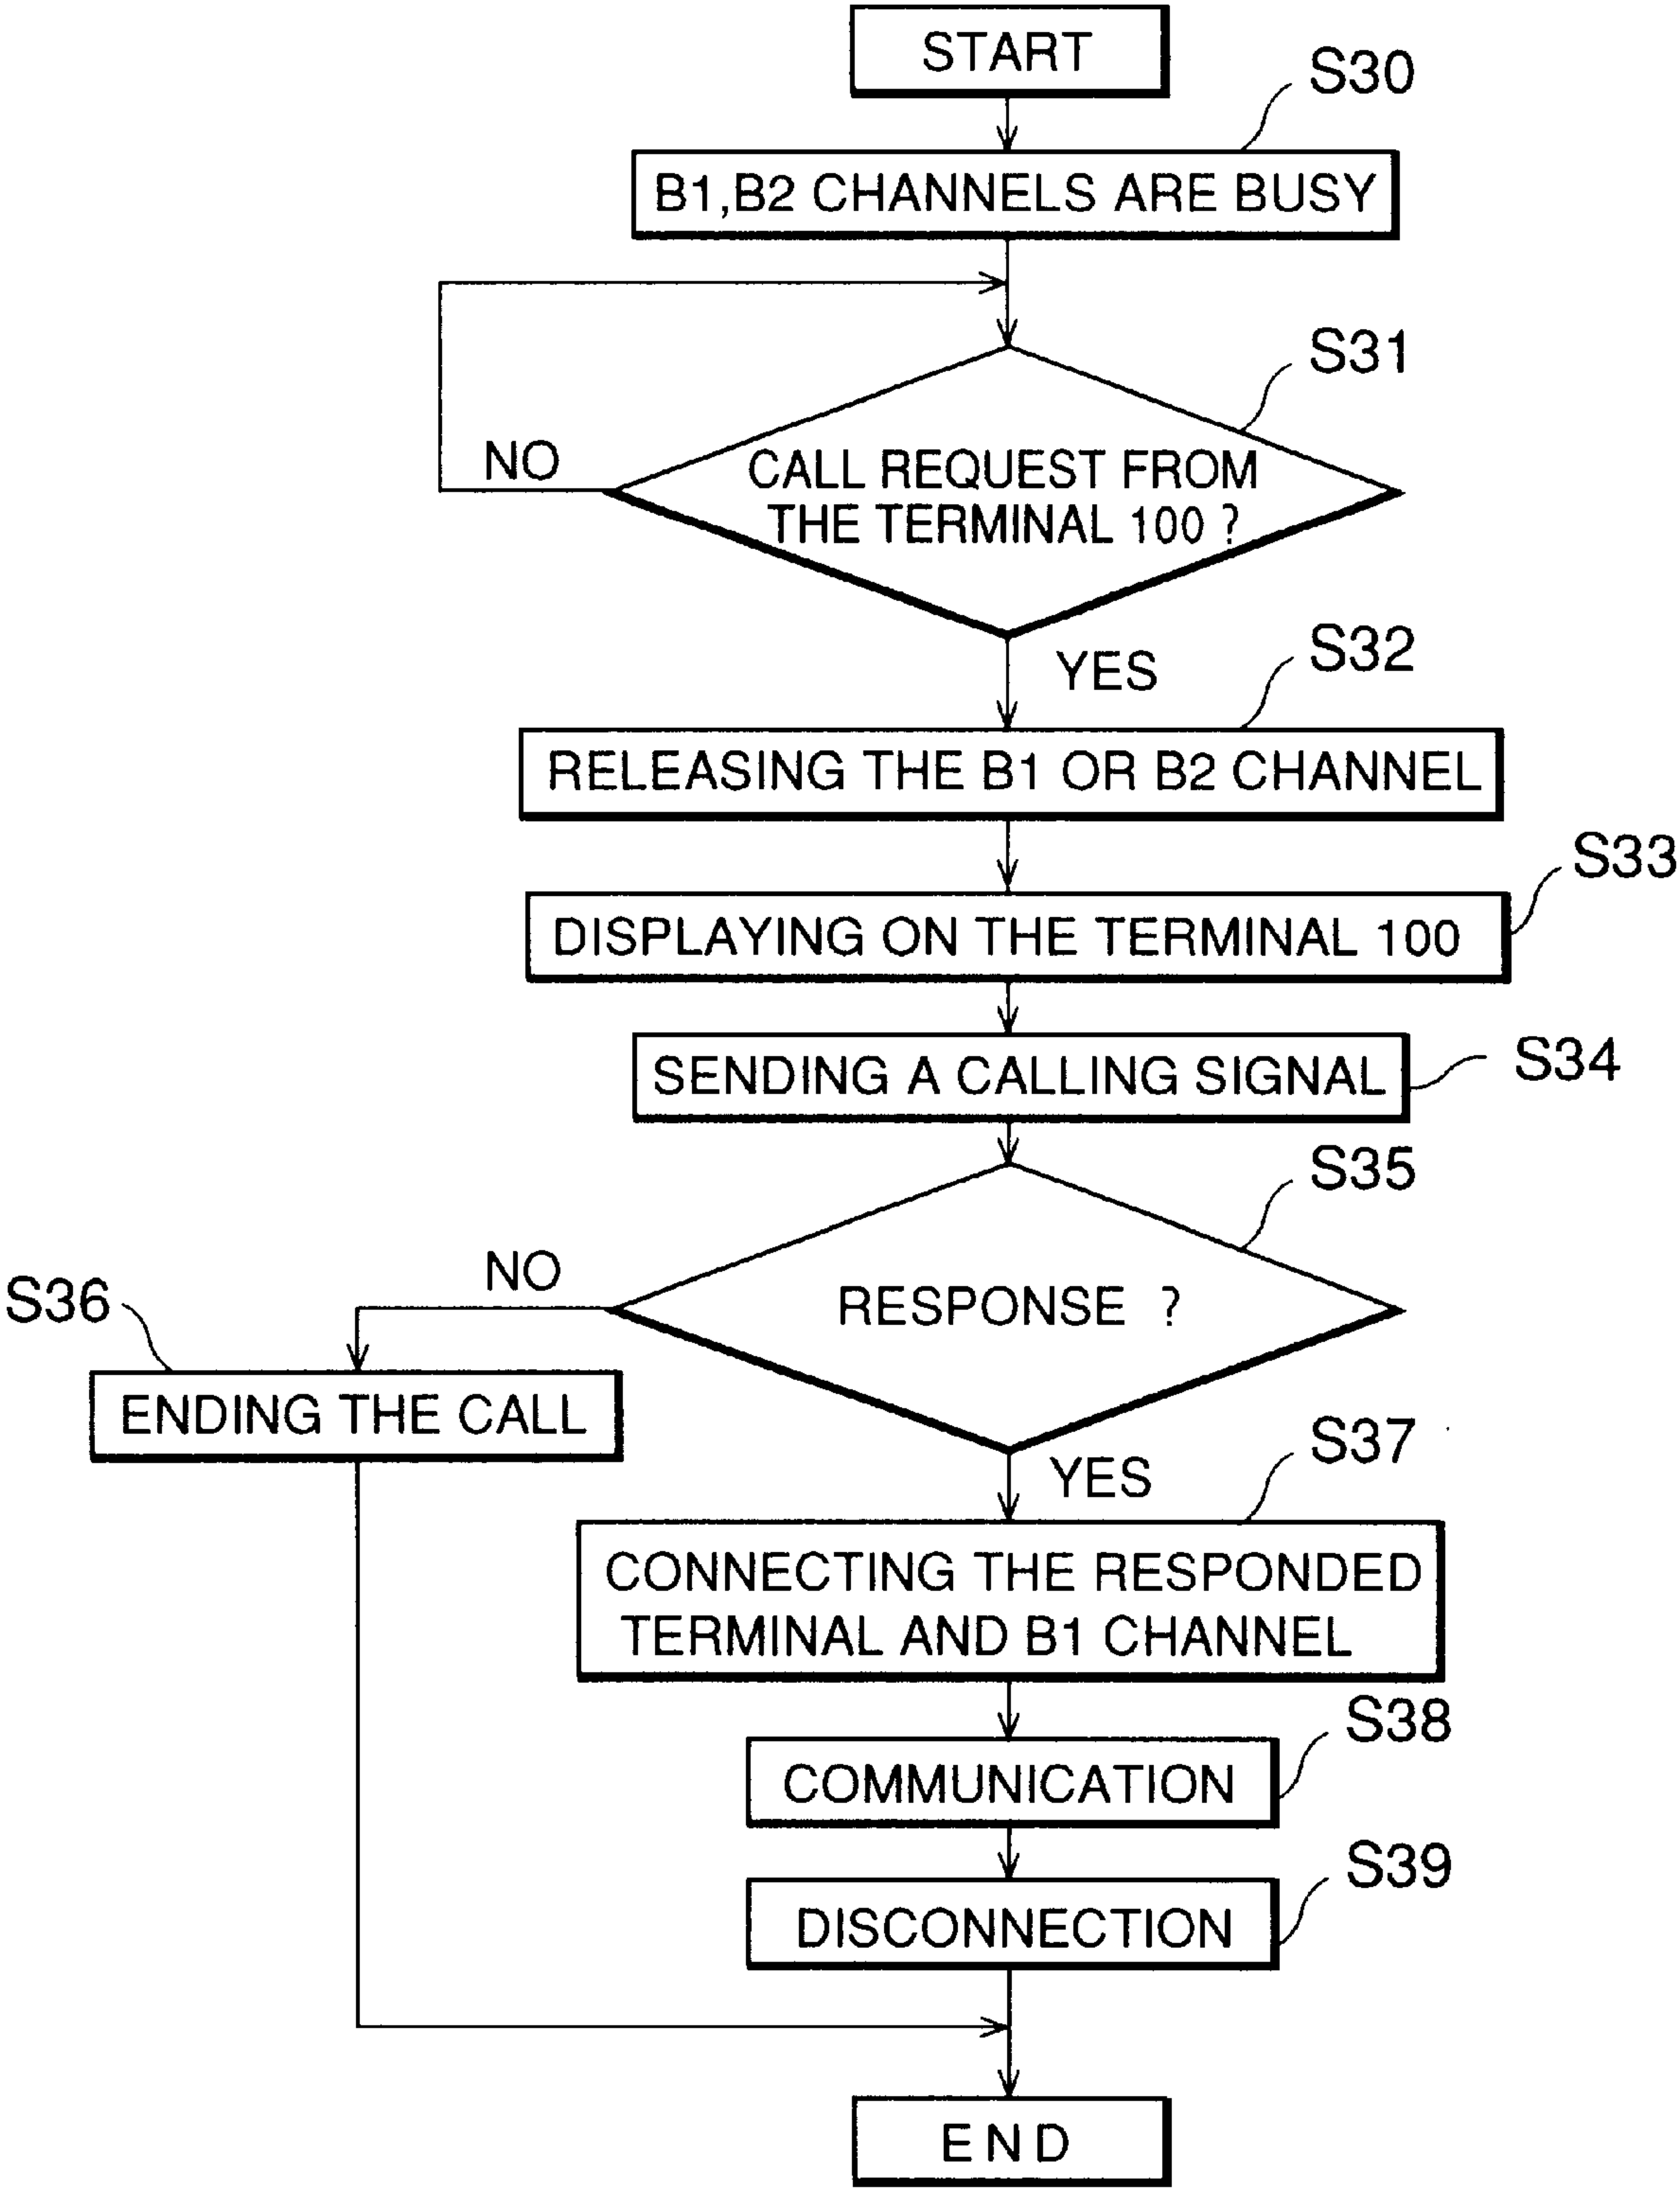 START
S30
B1,B2 CHANNELS ARE BUSY
S31
NO
CALL REQUEST FROM
THE TERMINAL 100 ?
YES
S32
RELEASING THE B1 OR B2 CHANNEL
S33
DISPLAYING ON THE TERMINAL 100
SENDING A CALLING SIGNAL
S34
S35
NO
S36
RESPONSE ?
ENDING THE CALL
S37
YES
CONNECTING THE RESPONDED
TERMINAL AND B1 CHANNEL
S38
COMMUNICATION
S39
DISCONNECTION
END